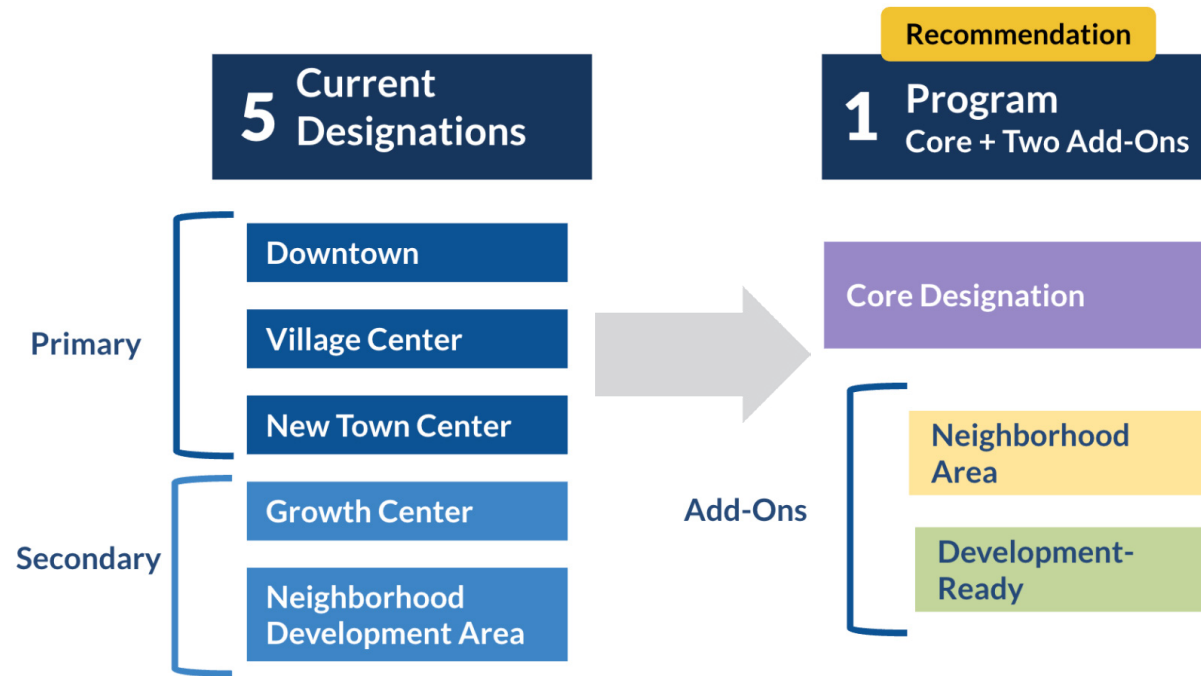 5 Current
Designations
Primary
Downtown
Village Center
New Town Center
Secondary
Growth Center
Neighborhood
Development Area
Recommendation
1 Program
Core + Two Add-Ons
Core Designation
Add-Ons
Neighborhood
Area
Development-
Ready